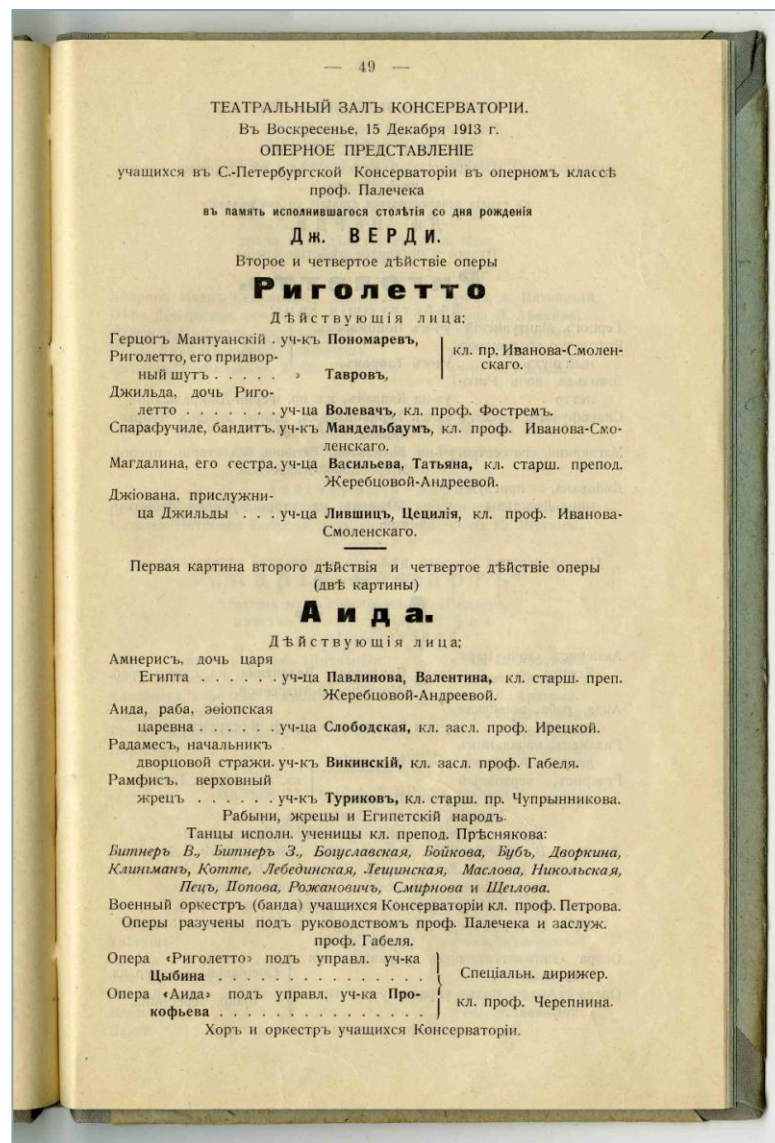 — 49 —
ТЕАТРАЛЬНЫЙ ЗАЛЪ КОНСЕРВАТОРІИ.
Въ Воскресенье, 15 Декабря 1913 г.
ОПЕРНОЕ ПРЕДСТАВЛЕНІЕ
учащихся въ С.-Петербургской Консерваторіи въ оперномъ классѣ
проф. Палечека
въ память исполнившагося столѣтія со дня рожденія
Дж. ВЕРДИ.
Второе и четвертое дѣйствіе оперы
Риголетто
Дѣйствующія лица:
Герцогъ Мантуанскій . уч-къ Пономаревъ,
Риголетто, его придвор-
ный шутъ . . . . . » Тавровъ,
кл. пр. Иванова-Смолен-
скаго.
Джильда, дочь Риго-
летто . . . . . . . уч-ца Волевачъ, кл. проф. Фостремъ.
Спарафучиле, бандитъ. уч-къ Мандельбаумъ, кл. проф. Иванова-Смо-
ленскаго.
Магдалина, его сестра. уч-ца Васильева, Татьяна, кл. старш. препод.
Жеребцовой-Андреевой.
Джіована, прислужни-
ца Джильды . . . уч-ца Лившицъ, Цецилія, кл. проф. Иванова-
Смоленскаго.
Первая картина второго дѣйствія и четвертое дѣйствіе оперы
(двѣ картины)
Аида.
Дѣйствующія лица:
Амнерисъ, дочь царя
Египта . . . . . . уч-ца Павлинова, Валентина, кл. старш. преп.
Жеребцовой-Андреевой.
Аида, раба, эѳіопская
царевна . . . . . . уч-ца Слободская, кл. засл. проф. Ирецкой.
Радамесъ, начальникъ
дворцовой стражи. уч-къ Викинскій, кл. засл. проф. Габеля.
Рамфисъ, верховный
жрецъ . . . . . . уч-къ Туриковъ, кл. старш. пр. Чупрынникова.
Рабыни, жрецы и Египетскій народъ.
Танцы исполн. ученицы кл. препод. Прѣснякова:
Битнеръ В., Битнеръ З., Богуславская, Бойкова, Бубъ, Дворкина,
Клингманъ, Котте, Лебединская, Лещинская, Маслова, Никольская,
Пецъ, Попова, Рожановичъ, Смирнова и Щеглова.
Военный оркестръ (банда) учащихся Консерваторіи кл. проф. Петрова.
Оперы разучены подъ руководствомъ проф. Палечека и заслуж.
проф. Габеля.
Опера «Риголетто» подъ управл. уч-ка
Цыбина . . . . . . . . . . . . . . .
Опера «Аида» подъ управл. уч-ка Про-
кофьева . . . . . . . . . . . . . . .
Спеціальн. дирижер.
кл. проф. Черепнина.
Хоръ и оркестръ учащихся Консерваторіи.